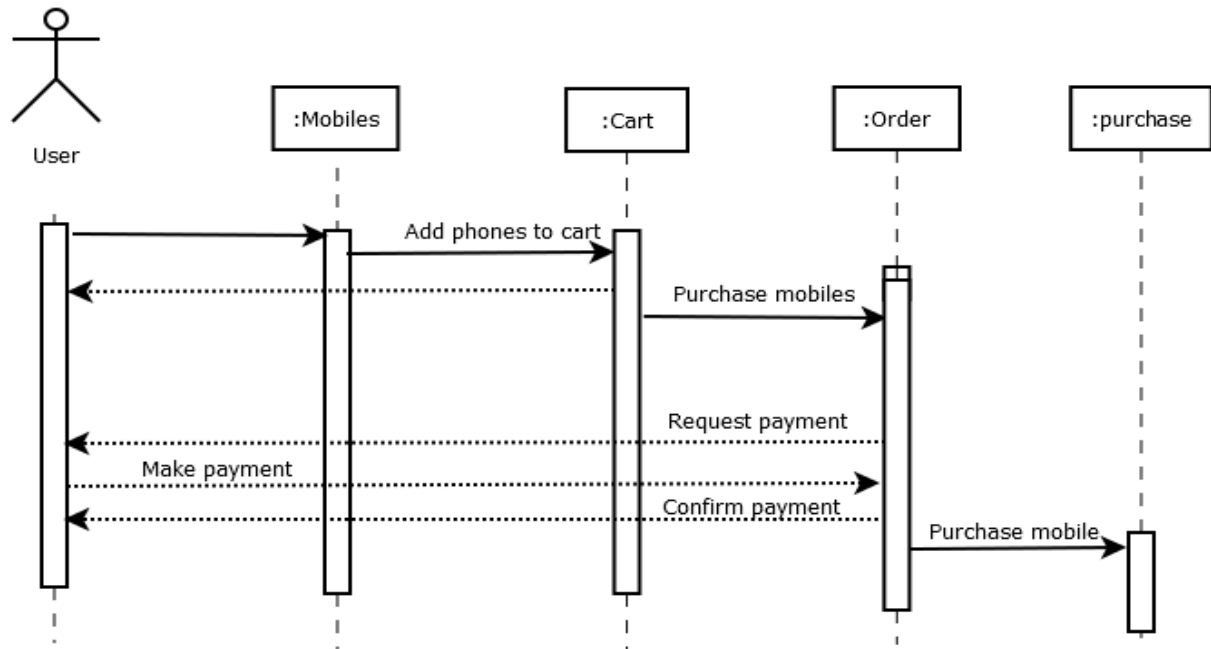 User
:Mobiles
:Cart
:Order
:purchase
Add phones to cart
Purchase mobiles
Request payment
Make payment
Confirm payment
Purchase mobile